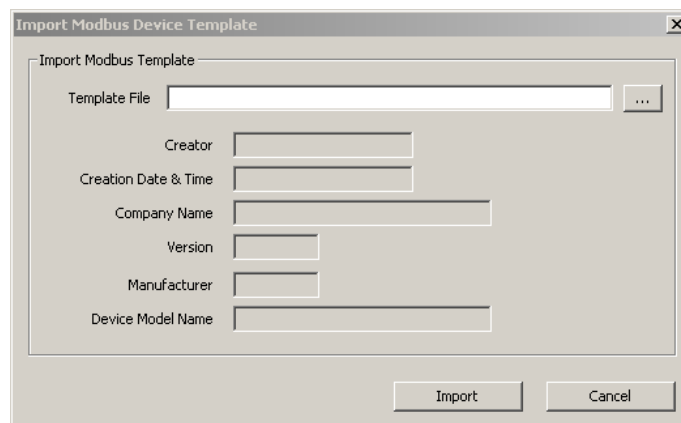 Import Modbus Device Template
Import Modbus Template
Template File
...
Creator
Creation Date & Time
Company Name
Version
Manufacturer
Device Model Name
Import Cancel